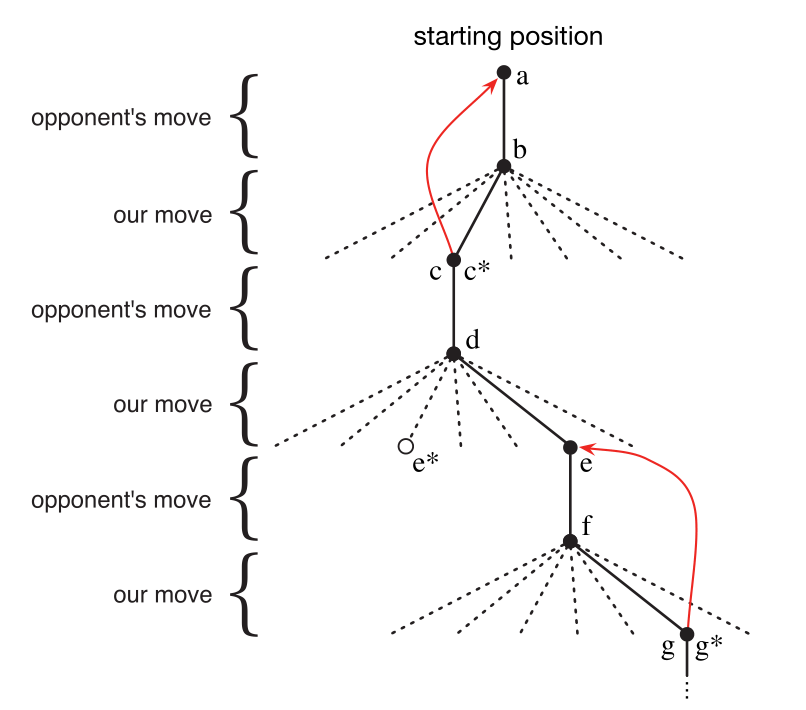 starting position
a
opponent's move
b
our move
c c*
opponent's move
d
our move
e*
e
opponent's move
f
our move
g g*